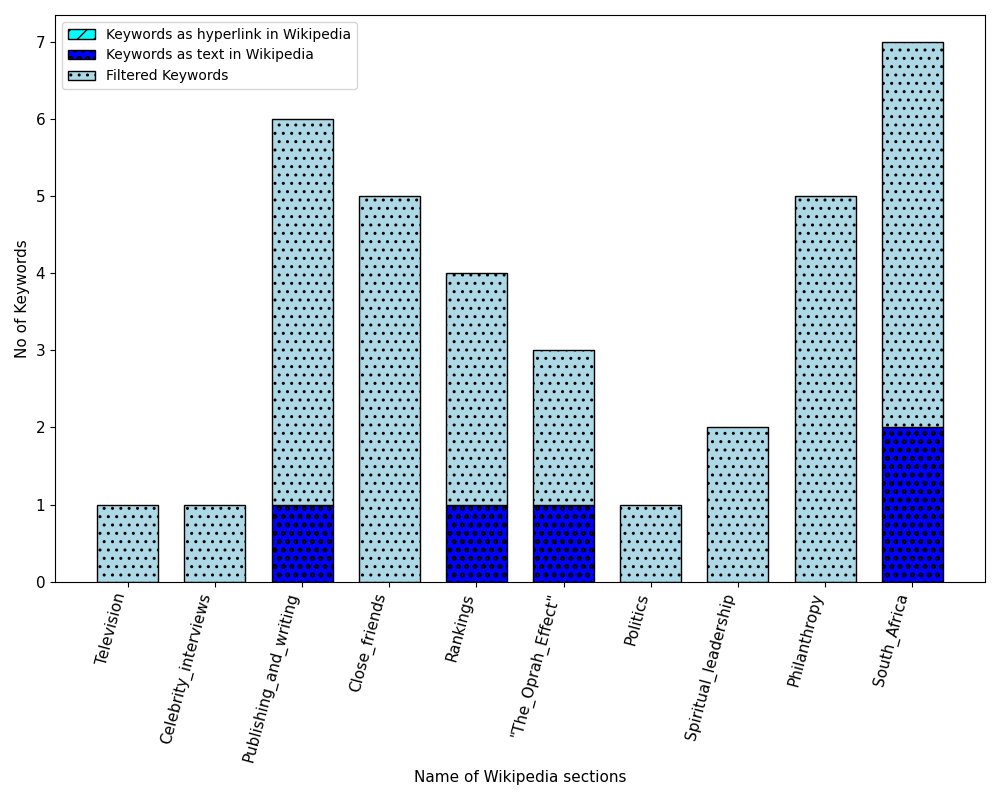 Keywords as hyperlink in Wikipedia
Keywords as text in Wikipedia
Filtered Keywords
No of Keywords
7
6
5
4
3
2
1
0
Television
Celebrity_interviews
Publishing_and_writing
Close_friends
Rankings
"The_Oprah_Effect"
Politics
Spiritual_leadership
Philanthropy
South_Africa
Name of Wikipedia sections